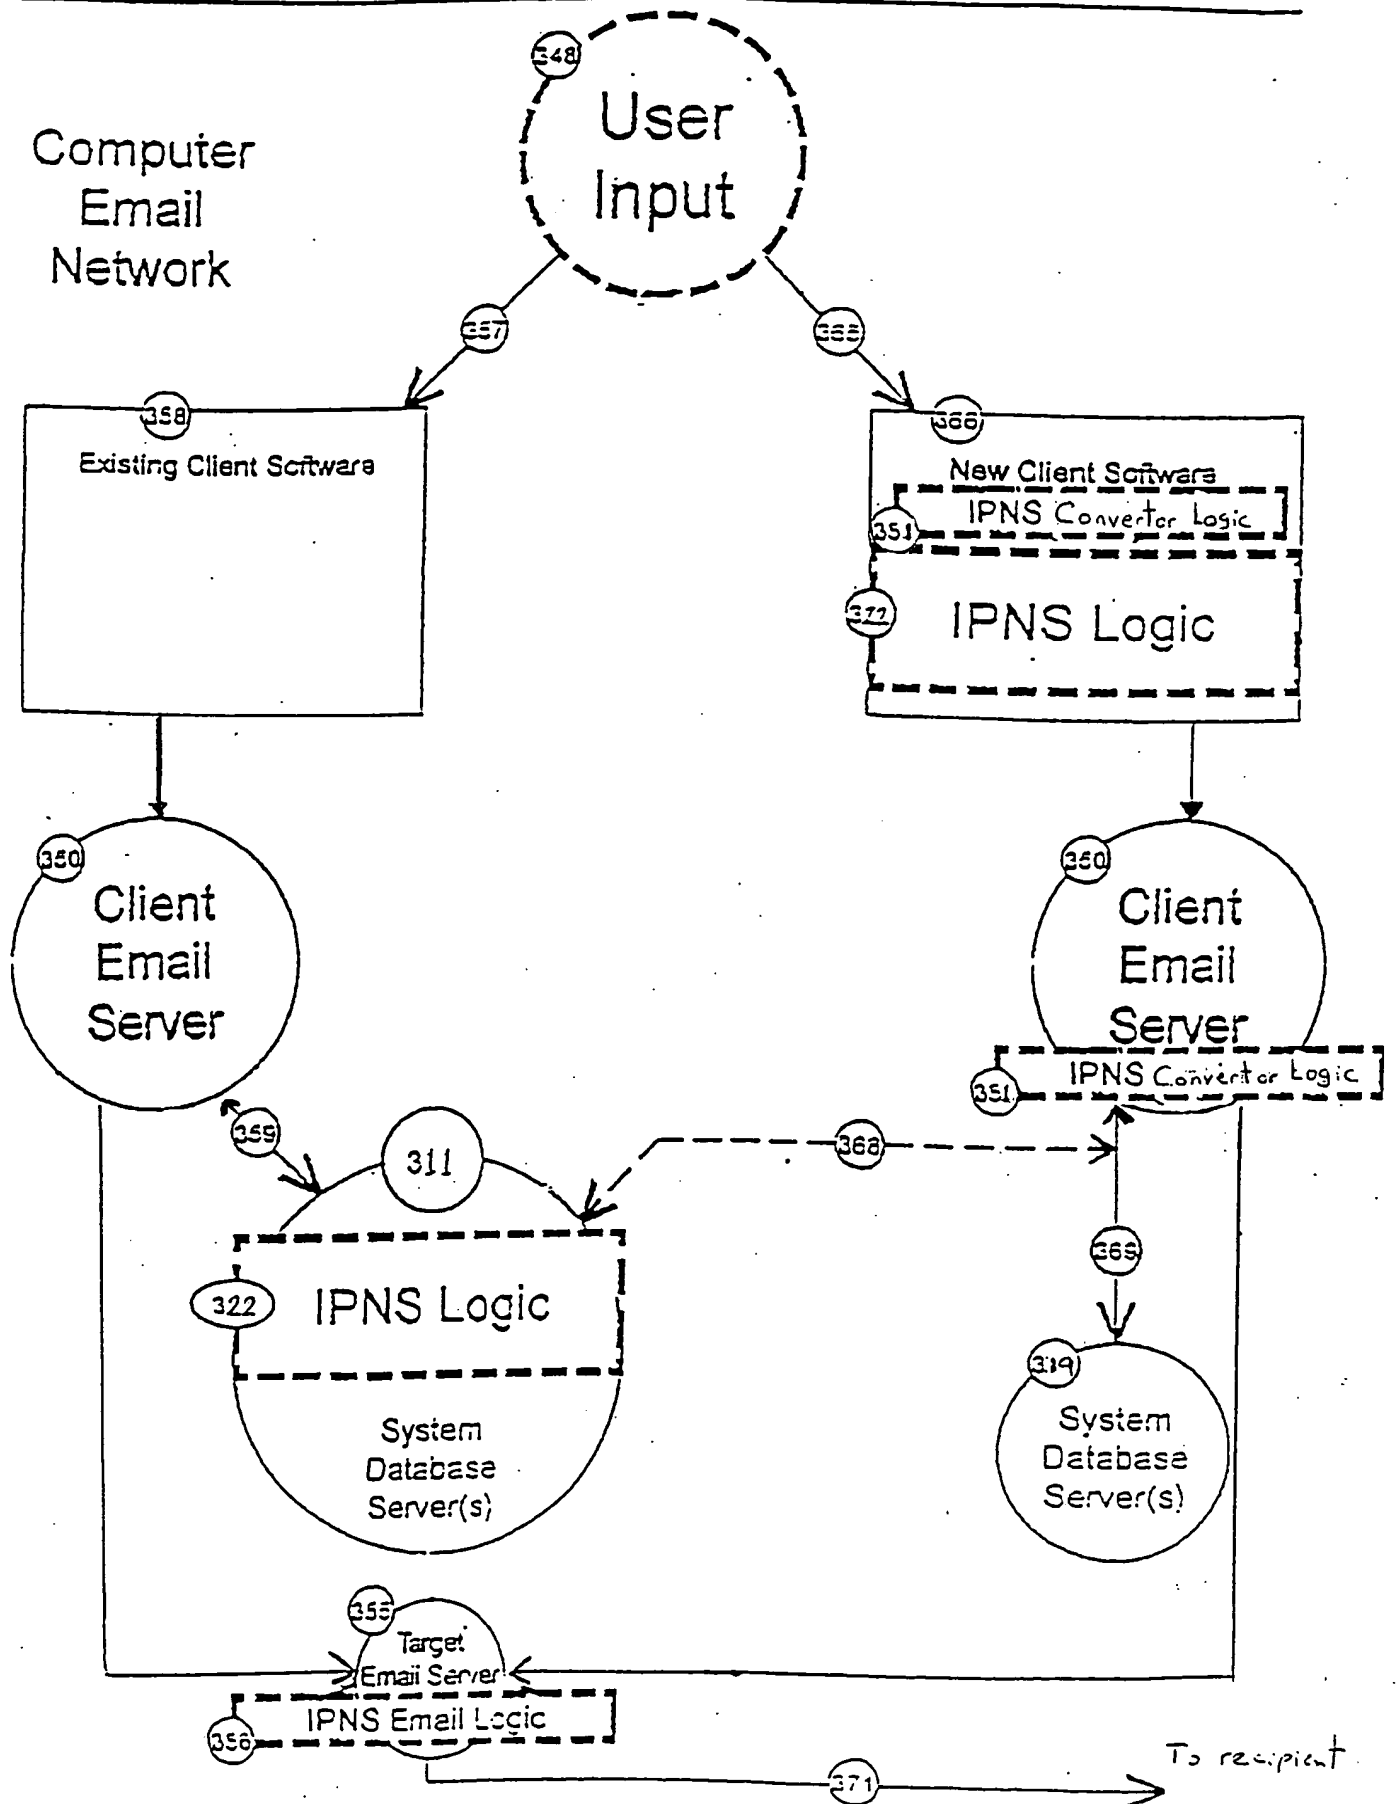 348
User
Input
Computer
Email
Network
357
365
358
Existing Client Software
366
New Client Software
IPNS Convertor Logic
351
IPNS Logic
350
Client
Email
Server
350
Client
Email
Server
IPNS Convertor Logic
351
359
311
368
369
322
IPNS Logic
System
Database
Server(s)
319
System
Database
Server(s)
355
Target
Email Server
IPNS Email Logic
356
371
To recipient